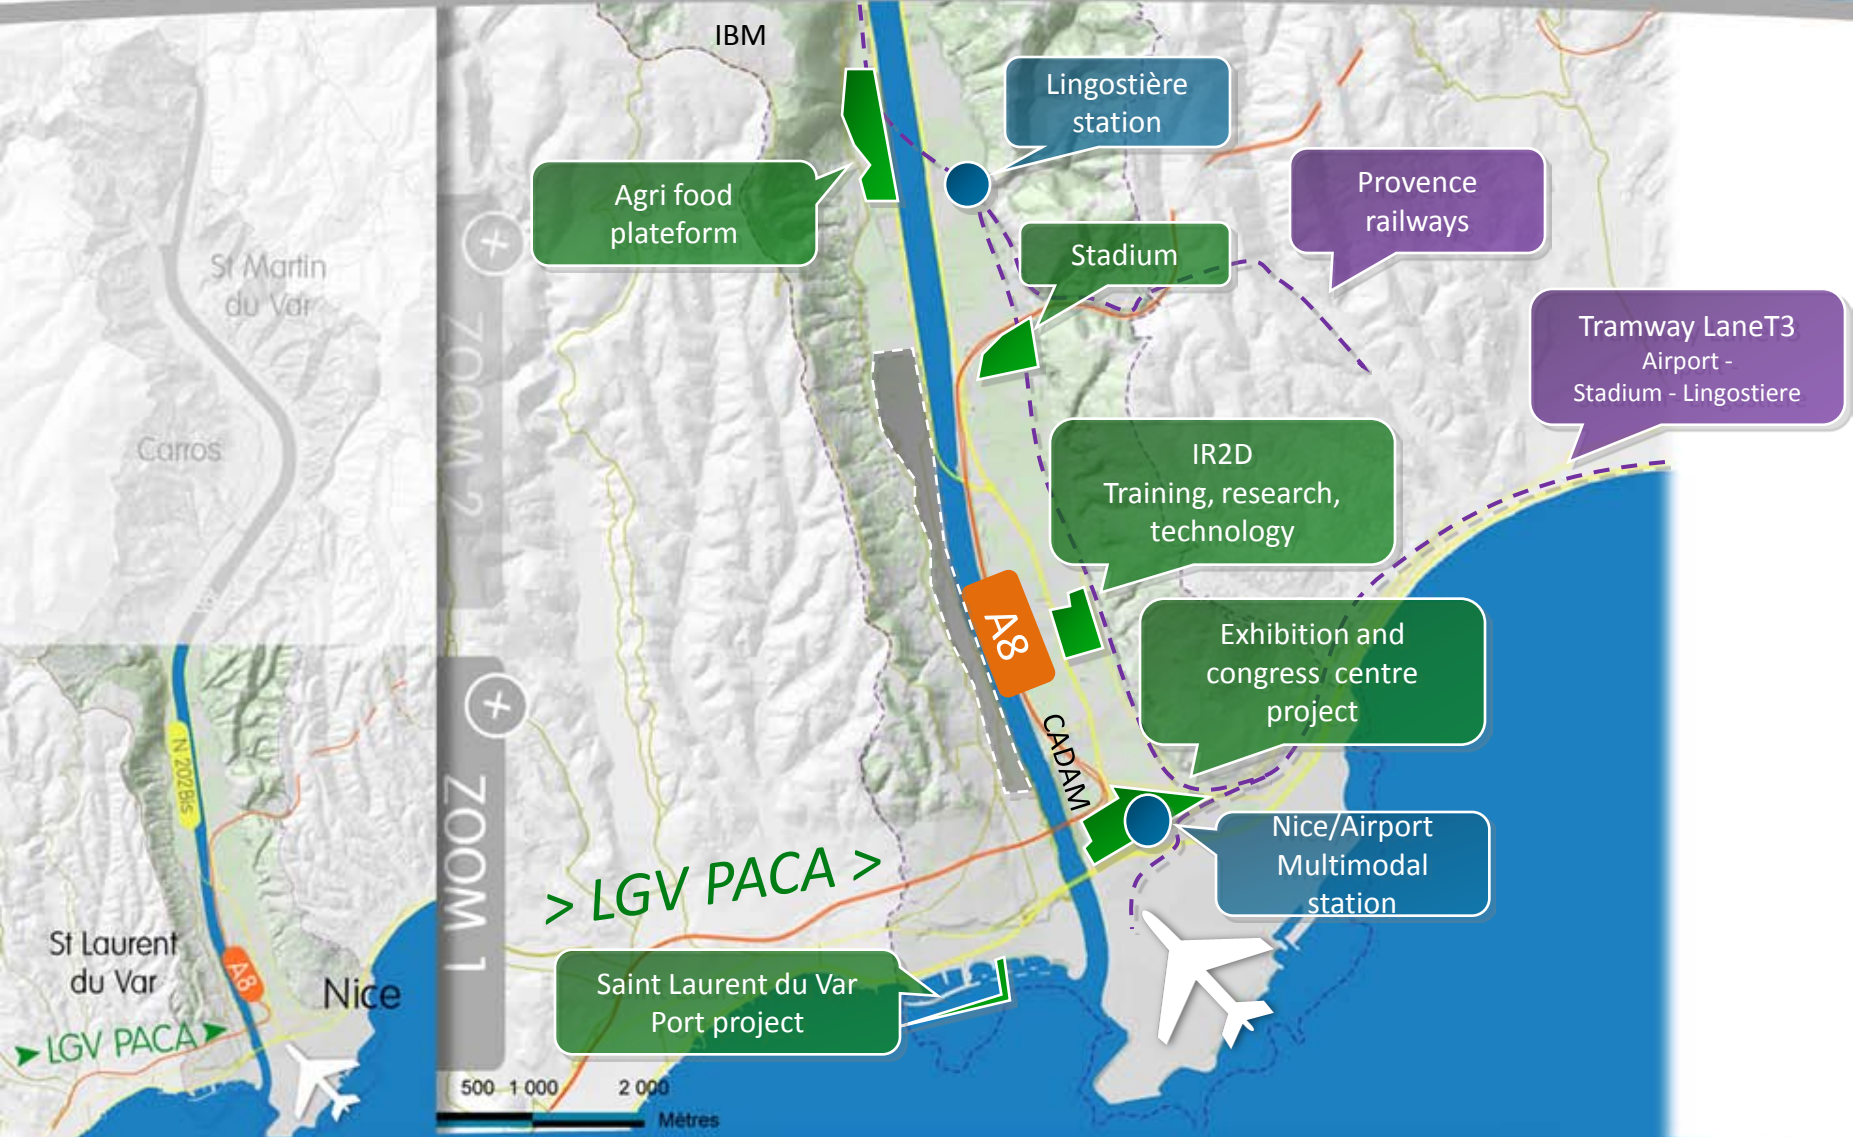 IBM
Lingostière
station
Agri food
plateform
Provence
railways
Stadium
St Martin
du Var
Tramway LaneT3
Airport -
Stadium - Lingostiere
ZOOM 2
Carros
IR2D
Training, research,
technology
A8
Exhibition and
congress centre
project
CADAM
N 202Bis
ZOOM 1
Nice/Airport
Multimodal
station
> LGV PACA >
St Laurent
du Var
A8
Nice
LGV PACA
Saint Laurent du Var
Port project
500 1 000 2 000
Mètres